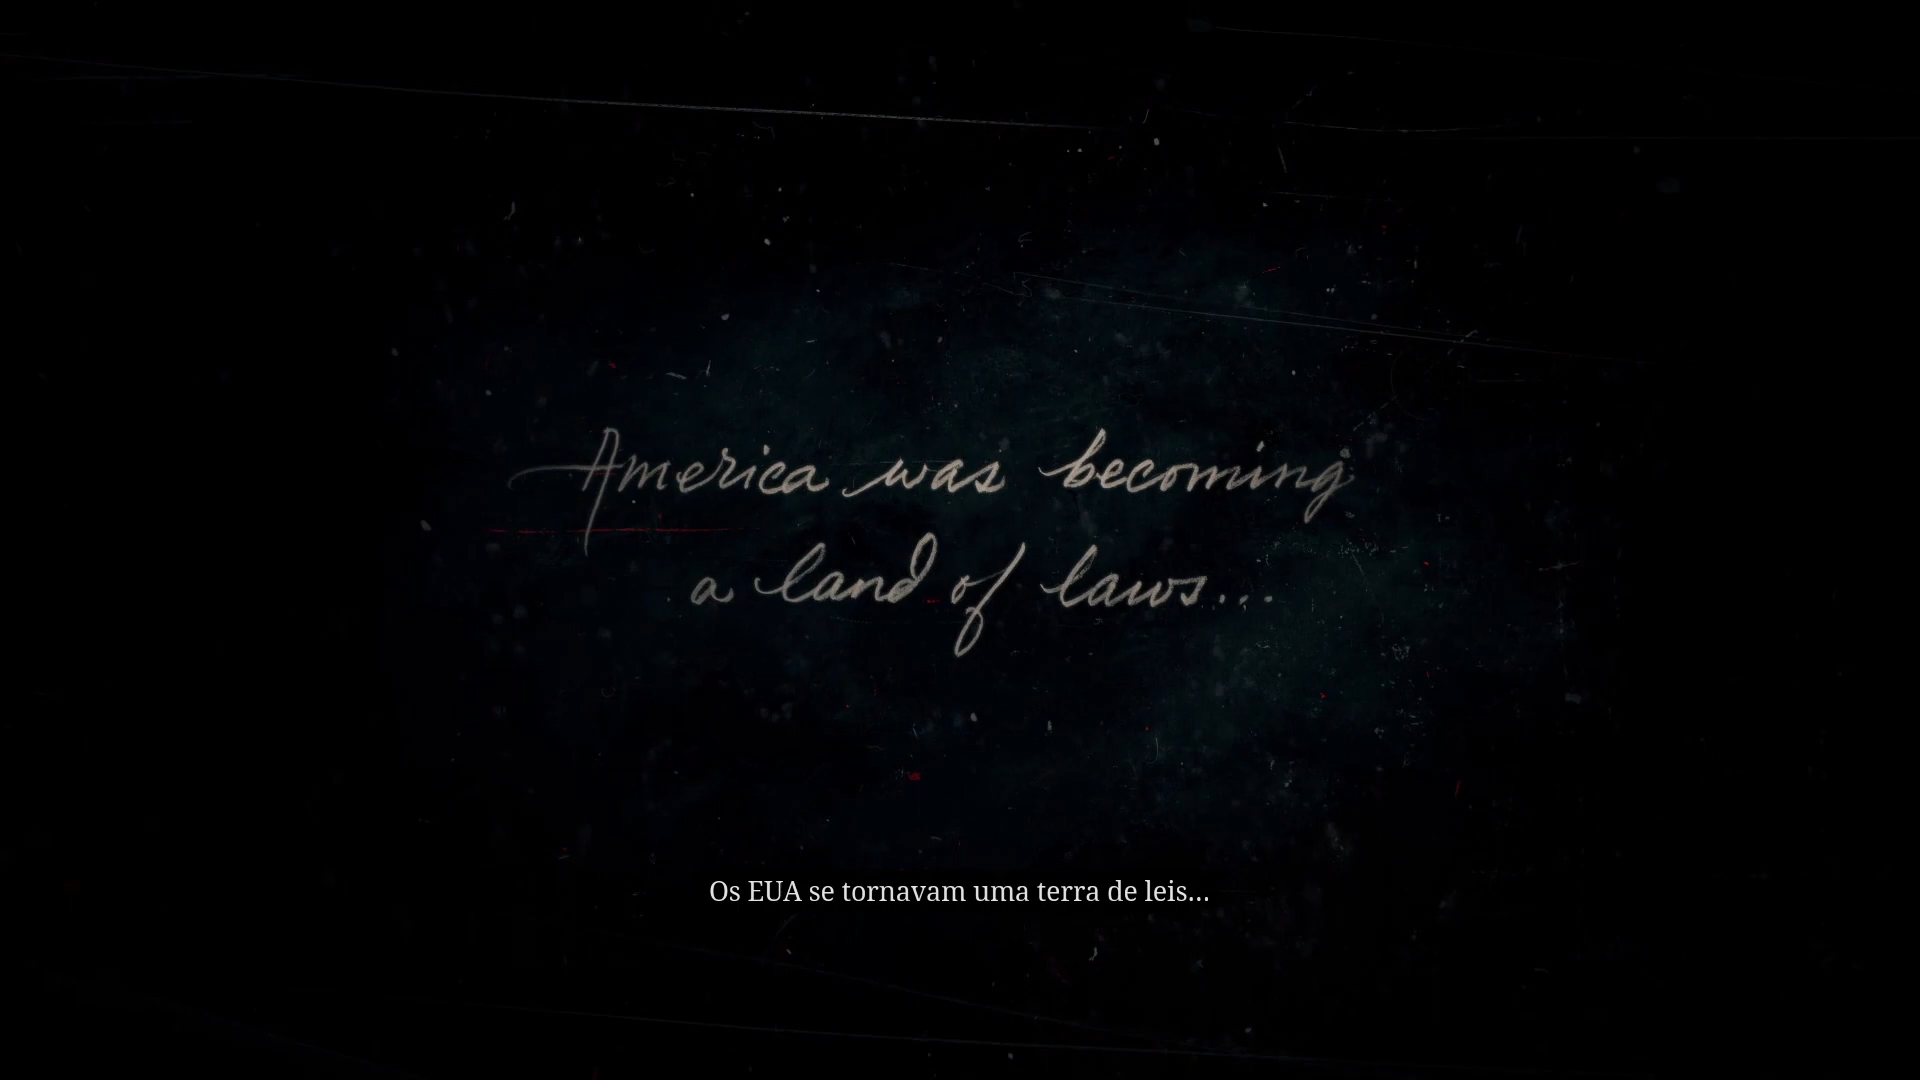 America was becoming
a land of laws...
Os EUA se tornavam uma terra de leis...